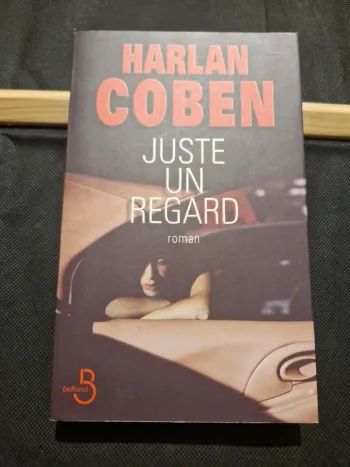 HARLAN
COBEN
JUSTE
UN
REGARD
roman
belfond
B